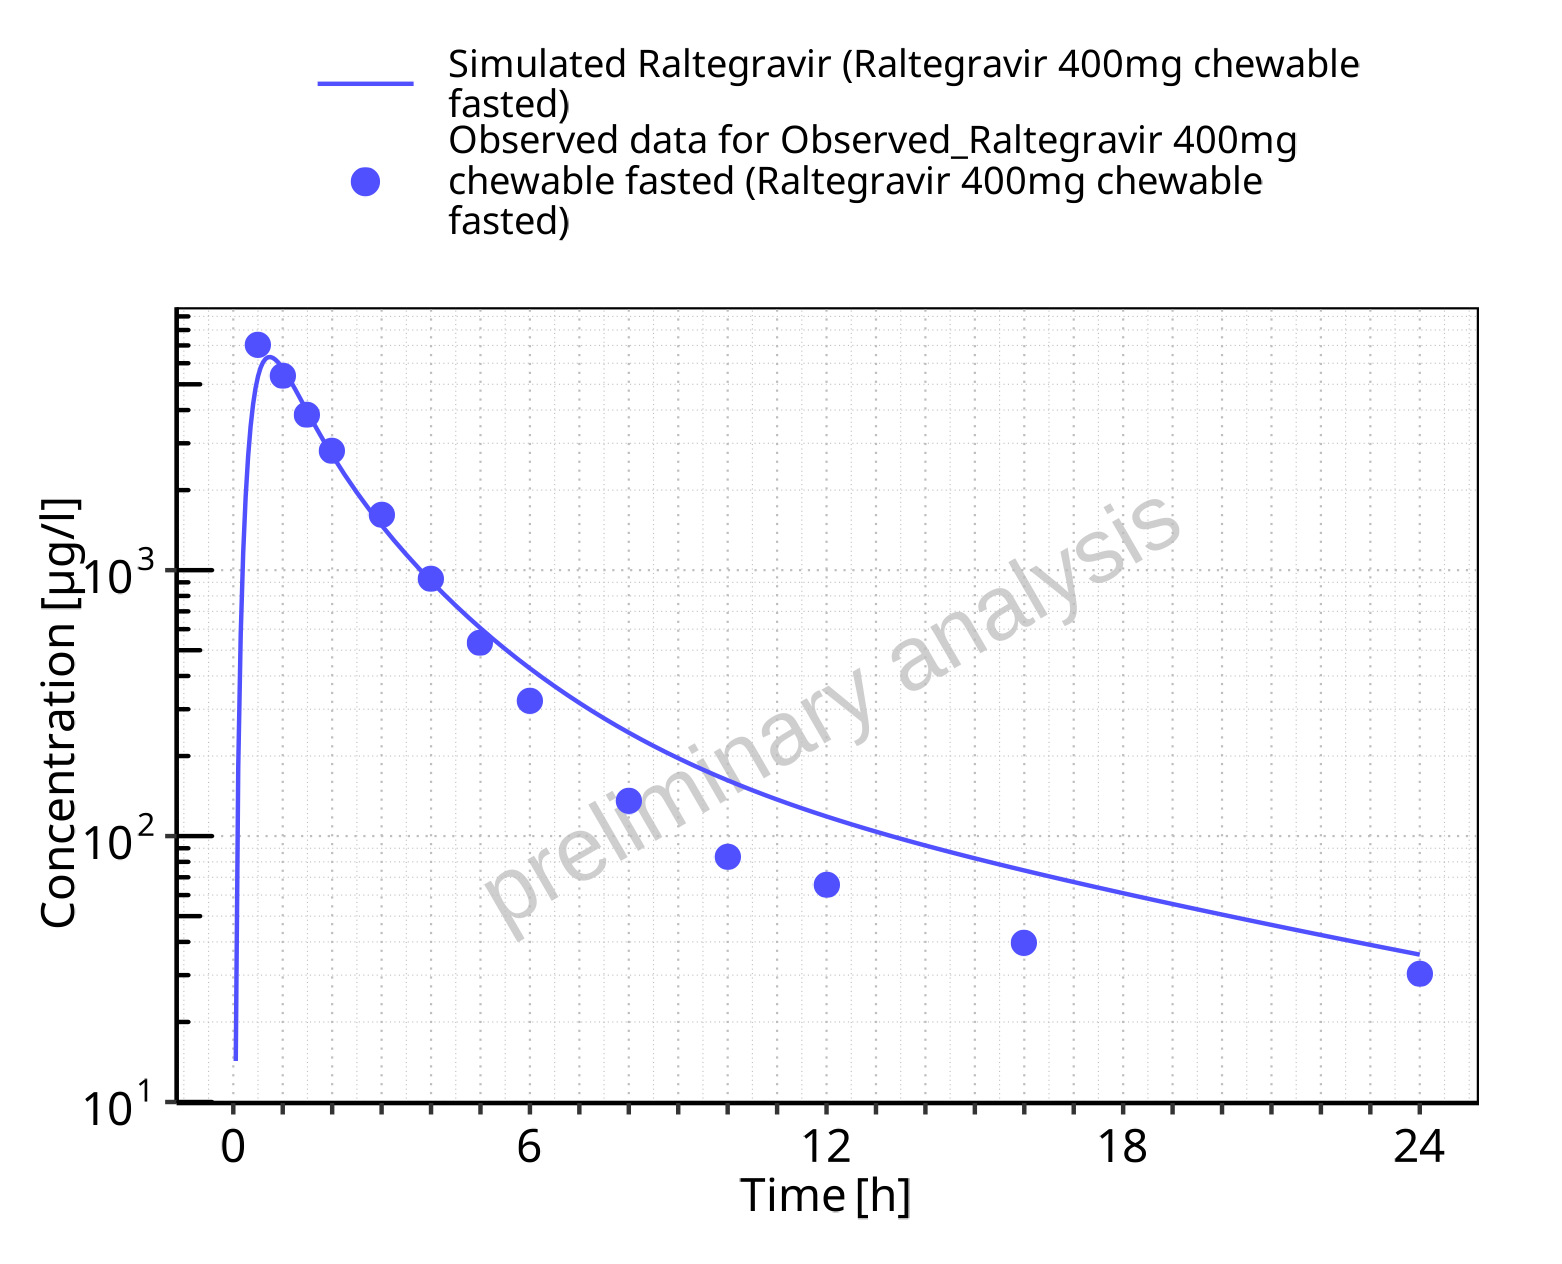 Simulated Raltegravir (Raltegravir 400mg chewable
fasted)
Observed data for Observed_Raltegravir 400mg
chewable fasted (Raltegravir 400mg chewable
fasted)
Concentration [µg/l]
10³
10²
10¹
preliminary analysis
0 6 12 18 24
Time [h]